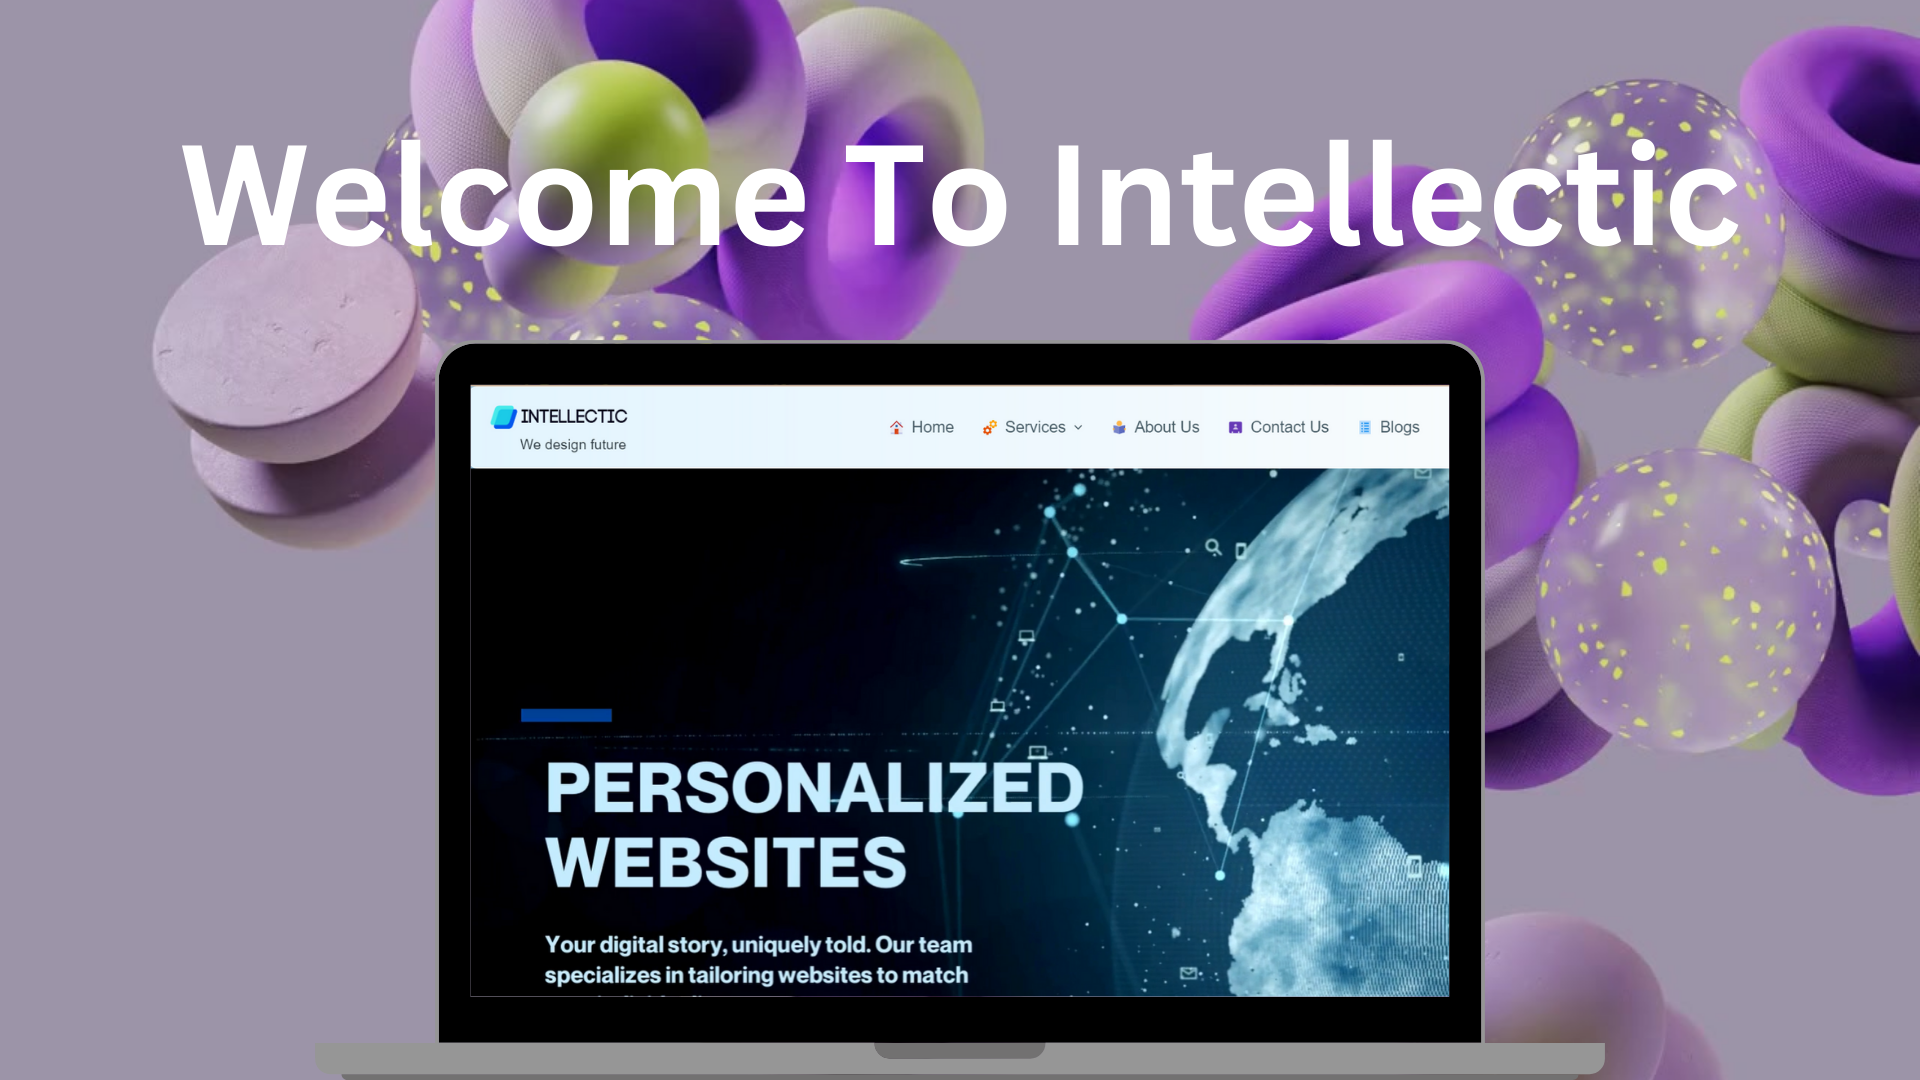 Welcome To Intellectic
INTELLECTIC
We design future
Home Services About Us Contact Us Blogs
PERSONALIZED
WEBSITES
Your digital story, uniquely told. Our team
specializes in tailoring websites to match